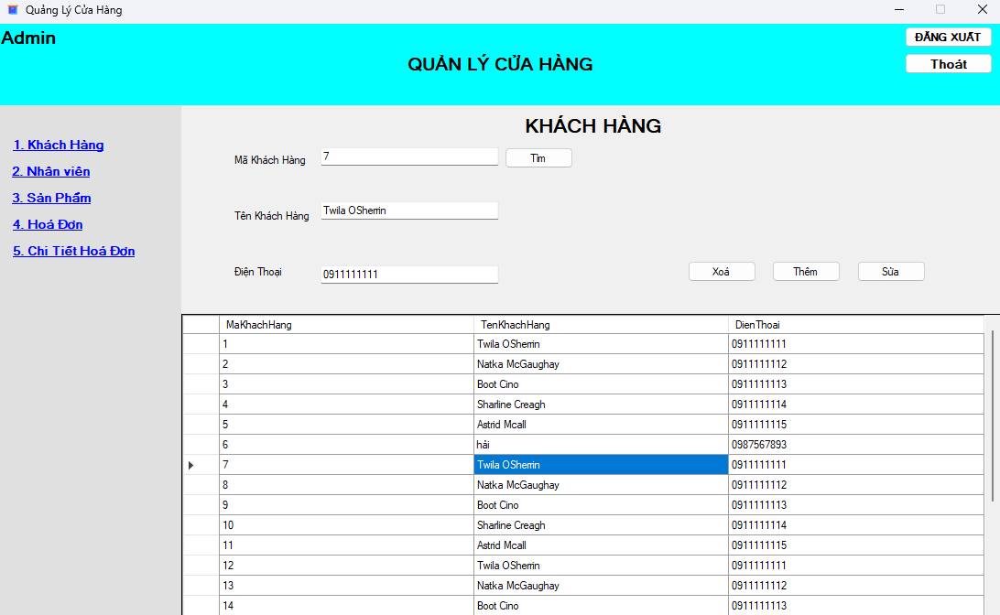 Quảng Lý Cửa Hàng
Admin
ĐĂNG XUẤT
QUẢN LÝ CỬA HÀNG
Thoát
KHÁCH HÀNG
1. Khách Hàng
2. Nhân viên
3. Sản Phẩm
4. Hoá Đơn
5. Chi Tiết Hoá Đơn
Mã Khách Hàng 7 Tìm
Tên Khách Hàng Twila OSherrin
Điện Thoại 0911111111 Xoá Thêm Sửa
MaKhachHang TenKhachHang DienThoai
1 Twila OSherrin 0911111111
2 Natka McGaughay 0911111112
3 Boot Cino 0911111113
4 Sharline Creagh 0911111114
5 Astrid Mcall 0911111115
6 hải 0987567893
7 Twila OSherrin 0911111111
8 Natka McGaughay 0911111112
9 Boot Cino 0911111113
10 Sharline Creagh 0911111114
11 Astrid Mcall 0911111115
12 Twila OSherrin 0911111111
13 Natka McGaughay 0911111112
14 Boot Cino 0911111113